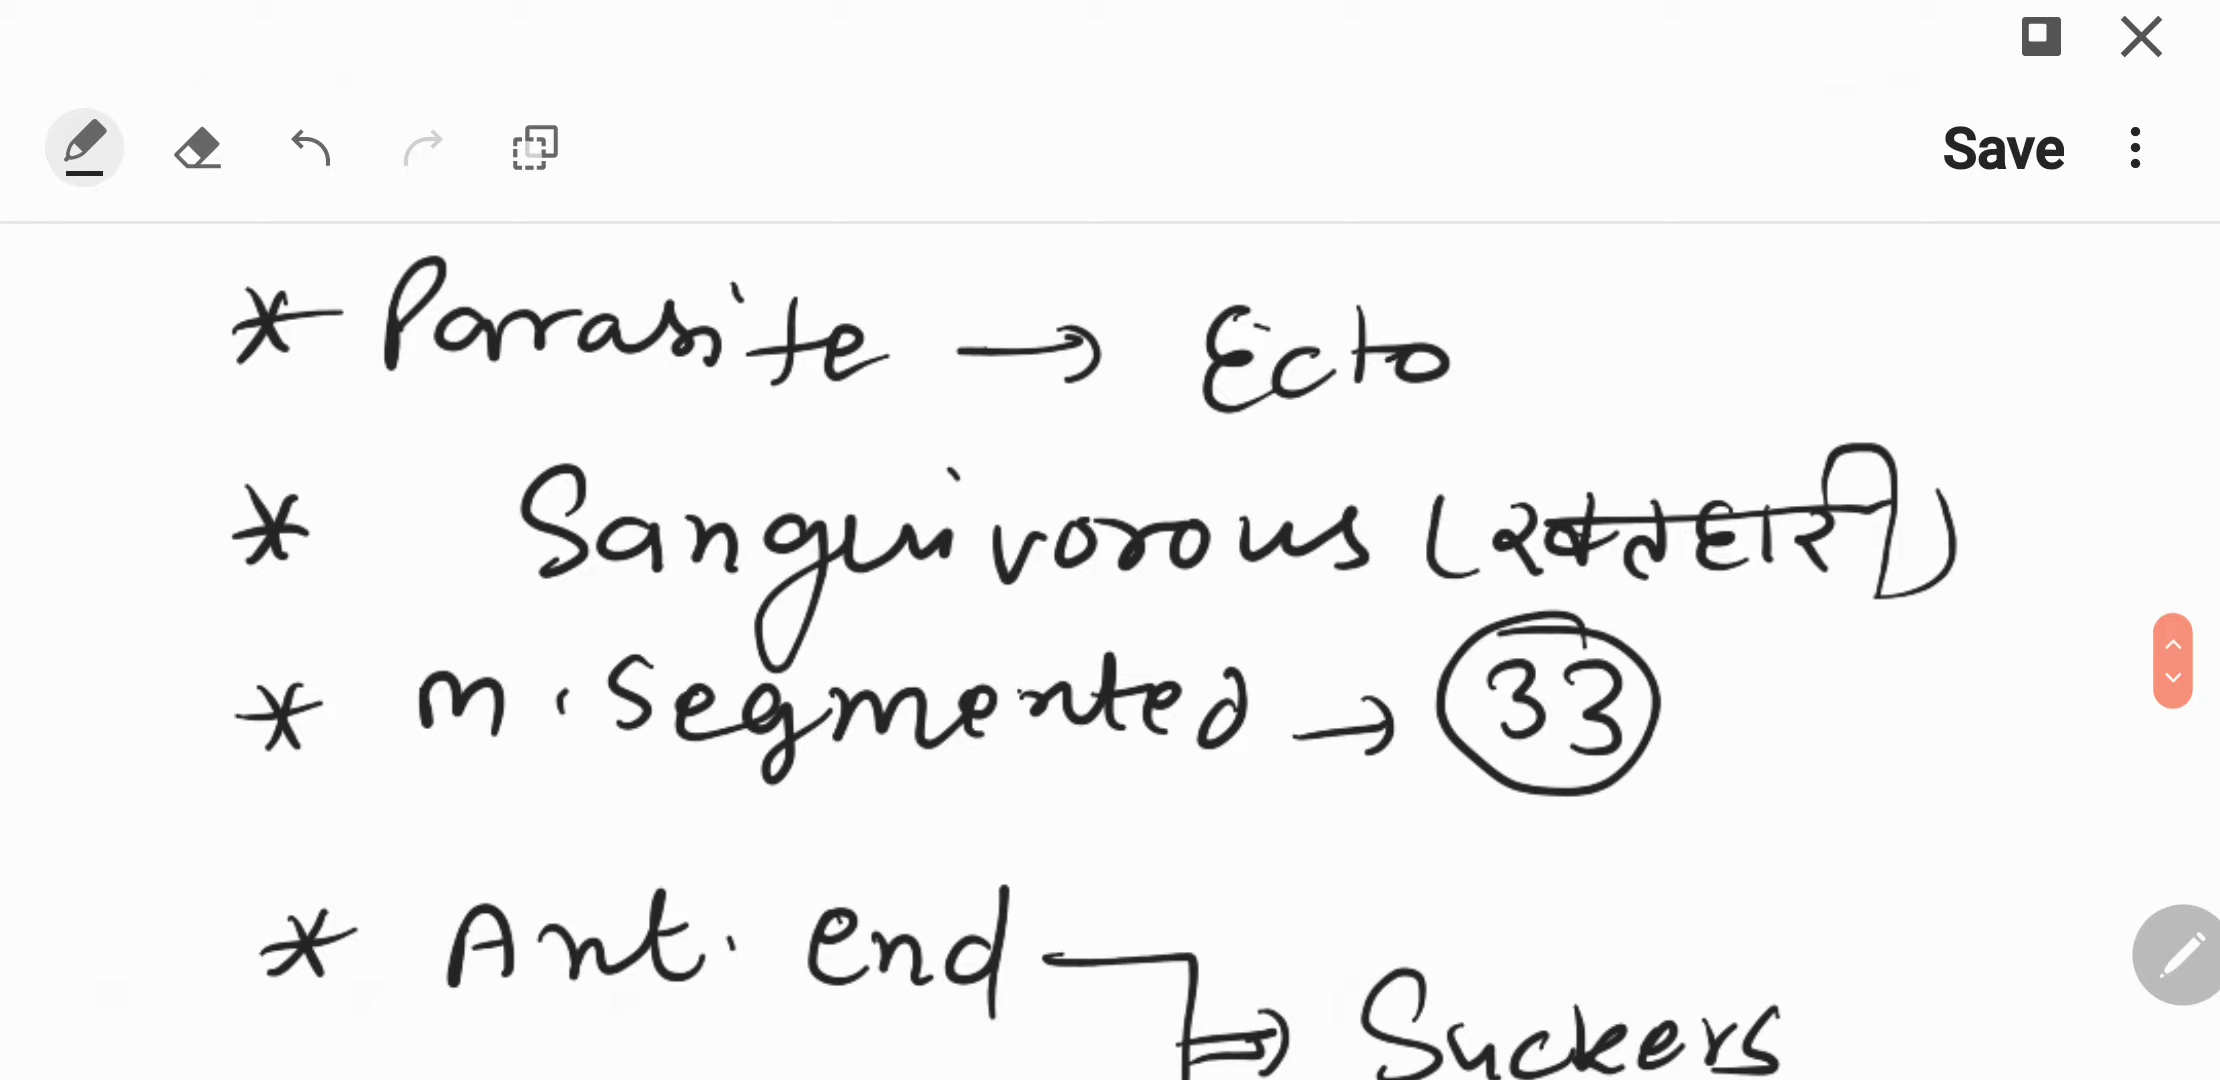 Save
* Parasite → Ecto
* Sanguivorous (रक्तहारी)
* m. Segmented → 33
* Ant. end
⇒ Suckers